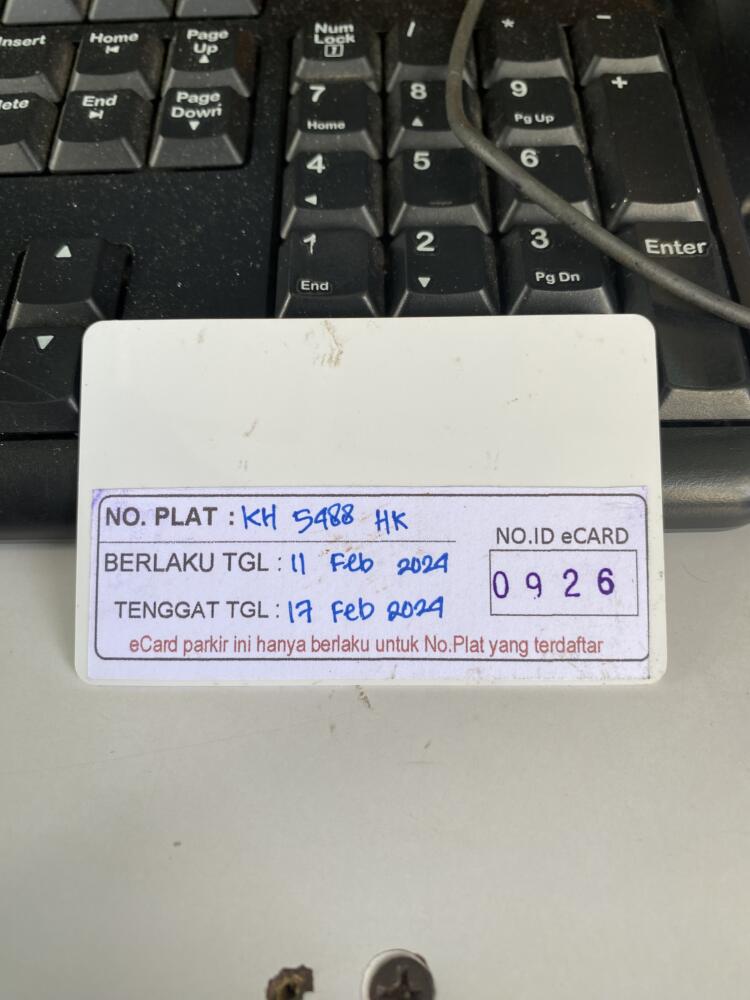 Insert Home Page Up Num Lock / * -
lete End Page Down 7 Home 8 9 Pg Up +
4 5 6
1 End 2 3 Pg Dn Enter
NO. PLAT : KH 5488 HK
BERLAKU TGL : 11 Feb 2024
TENGGAT TGL : 17 Feb 2024
NO.ID eCARD
0926
eCard parkir ini hanya berlaku untuk No.Plat yang terdaftar